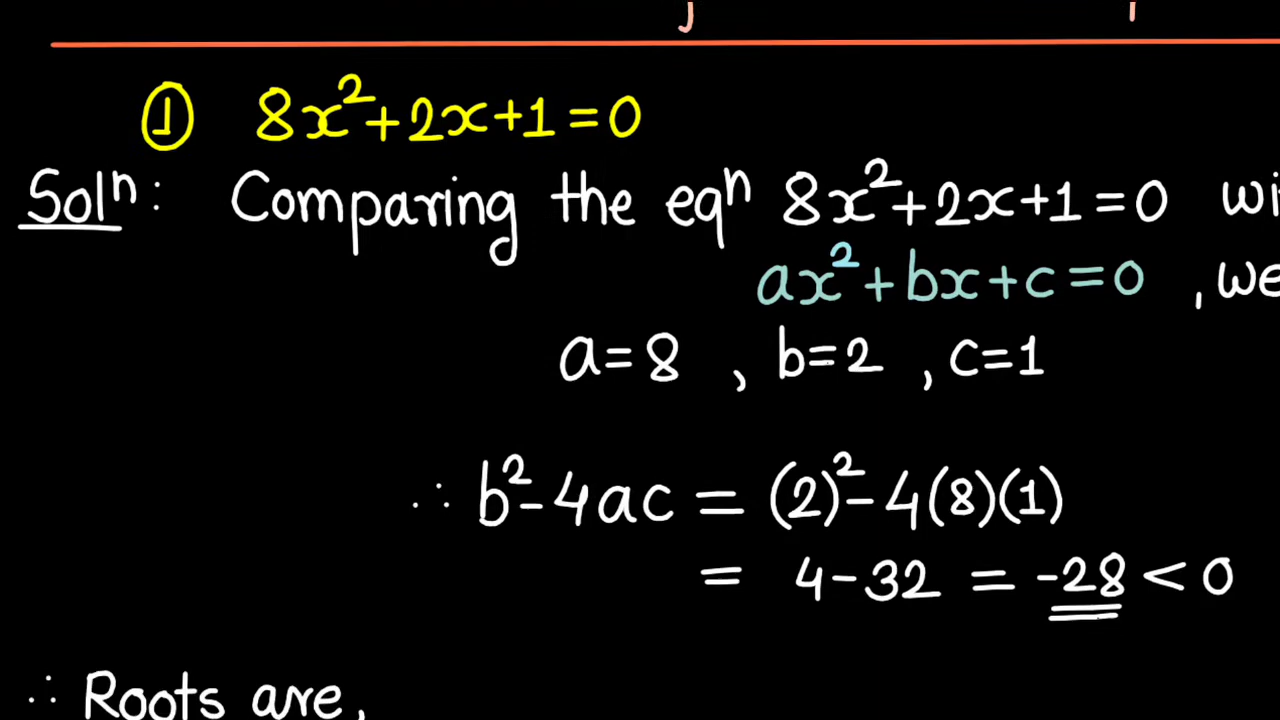 ① 8x²+2x+1=0
Solⁿ: Comparing the eqⁿ 8x²+2x+1=0
ax²+bx+c=0 , we
a=8 , b=2 , c=1
∴ b²-4ac = (2)²-4(8)(1)
= 4-32 = -28 < 0
∴ Roots are,